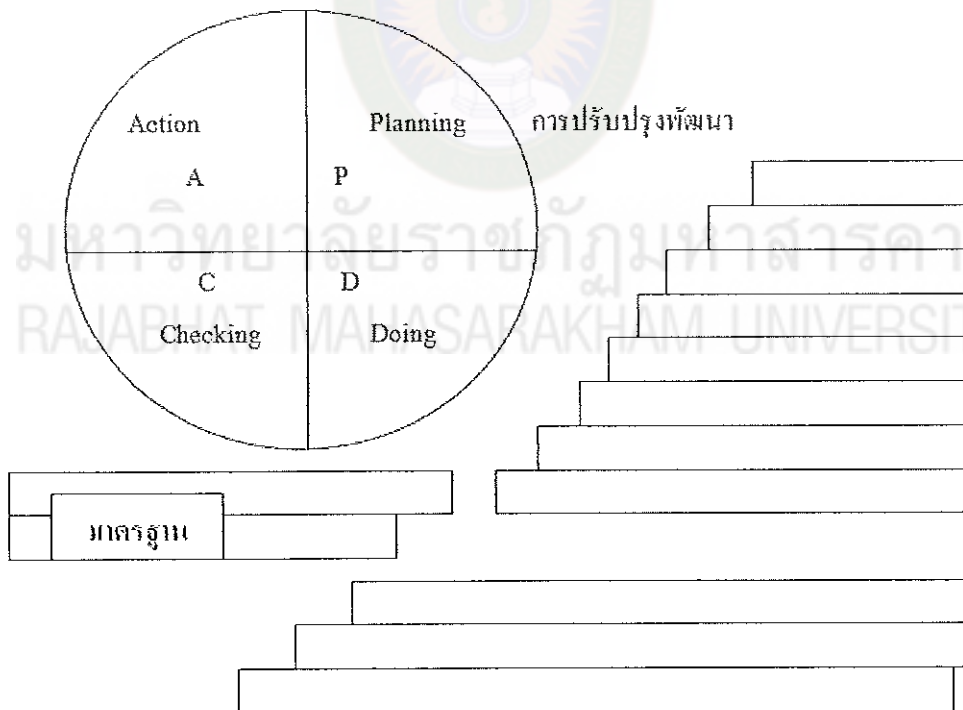 Action
Planning
การปรับปรุงพัฒนา
A
P
มหาวิทยาลัยราชภัฏมหาสารคา
C
D
RAJABHAT MAHASARAKHAM UNIVERSIT
Checking
Doing
มาตรฐาน